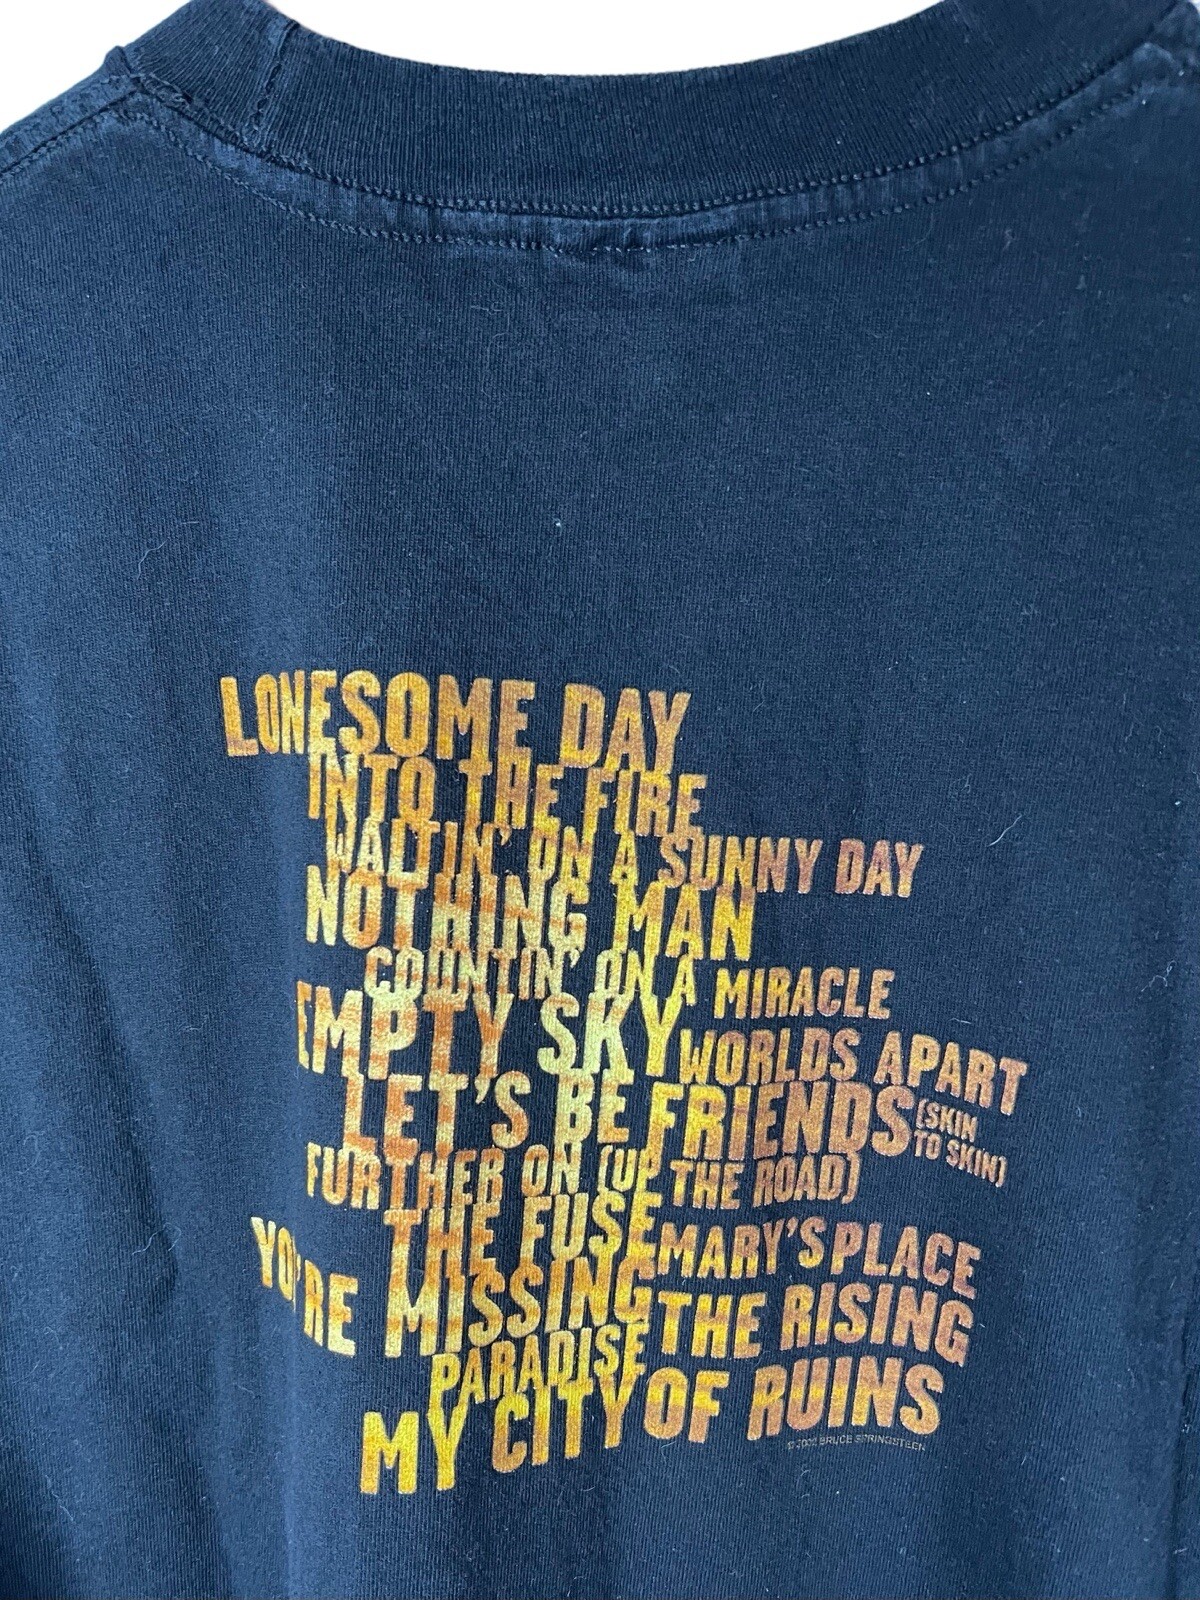 LONESOME DAY
INTO THE FIRE
WAITIN' ON A SUNNY DAY
NOTHING MAN
COUNTIN' ON A MIRACLE
EMPTY SKY WORLDS APART
LET'S BE FRIENDS (SKIN
TO SKIN)
FURTHER ON (UP THE ROAD)
THE FUSE MARY'S PLACE
YOU'RE MISSING THE RISING
PARADISE
MY CITY OF RUINS
© 2002 BRUCE SPRINGSTEEN